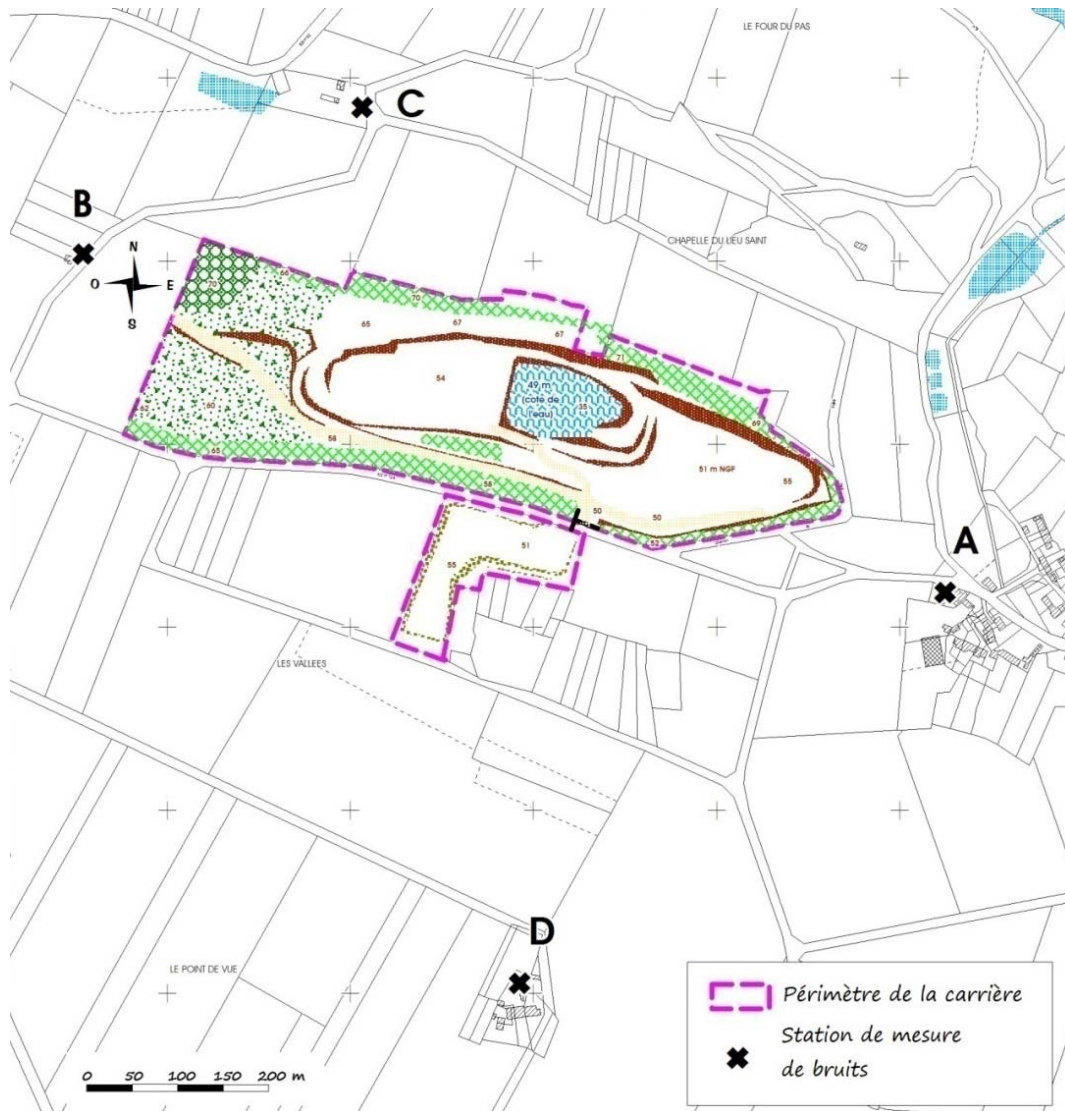 LE FOUR DU PAS
C
B
N
O E
S
CHAPELLE DU LIEU SAINT
70
66
70
65
67
67
71
54
49 m
(cote de
l'eau)
35
62
60
69
58
51 m NGF
55
65
58
50
50
52
51
55
A
LES VALLEES
D
LE POINT DE VUE
Périmètre de la carrière
Station de mesure
de bruits
0 50 100 150 200 m